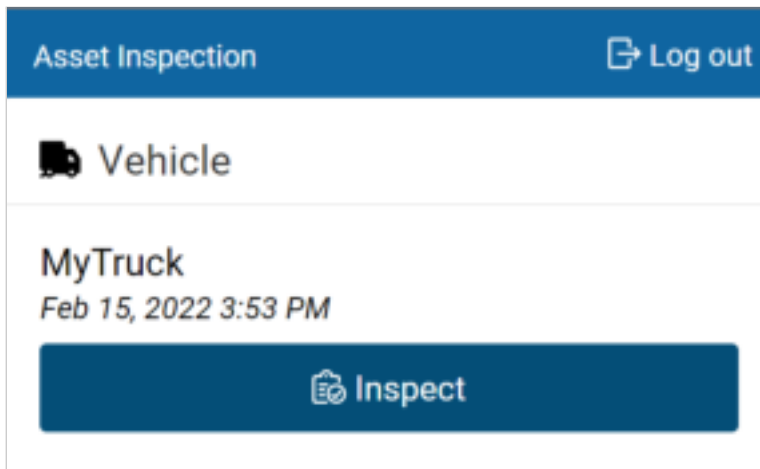 Asset Inspection Log out
Vehicle
MyTruck
Feb 15, 2022 3:53 PM
Inspect